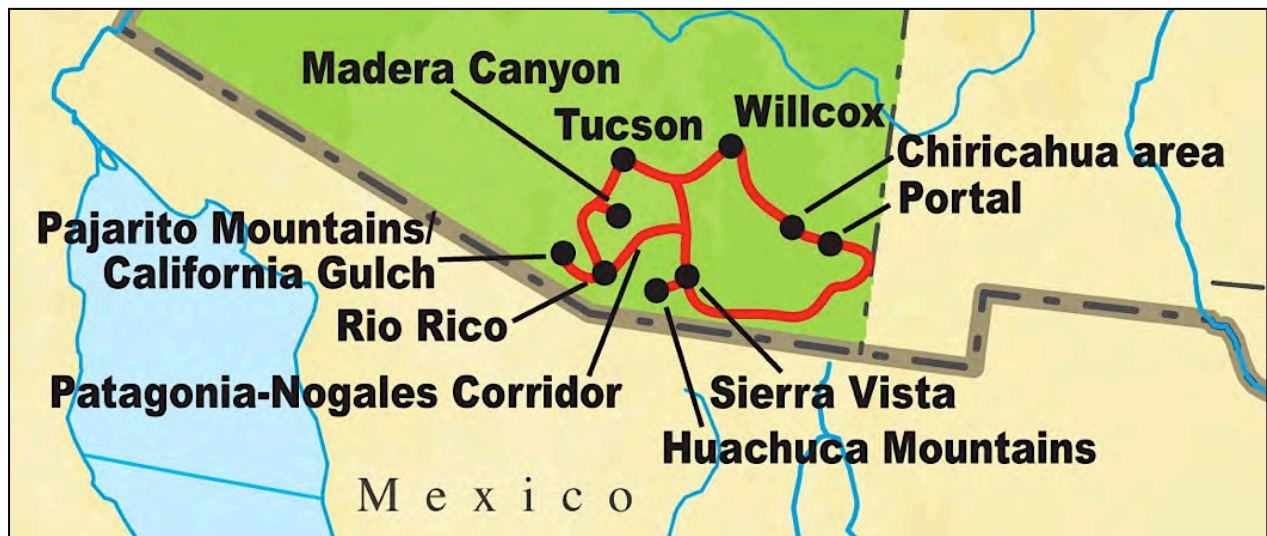 Madera Canyon
Tucson
Willcox
Chiricahua area
Portal
Pajarito Mountains/
California Gulch
Rio Rico
Patagonia-Nogales Corridor
Sierra Vista
Huachuca Mountains
Mexico